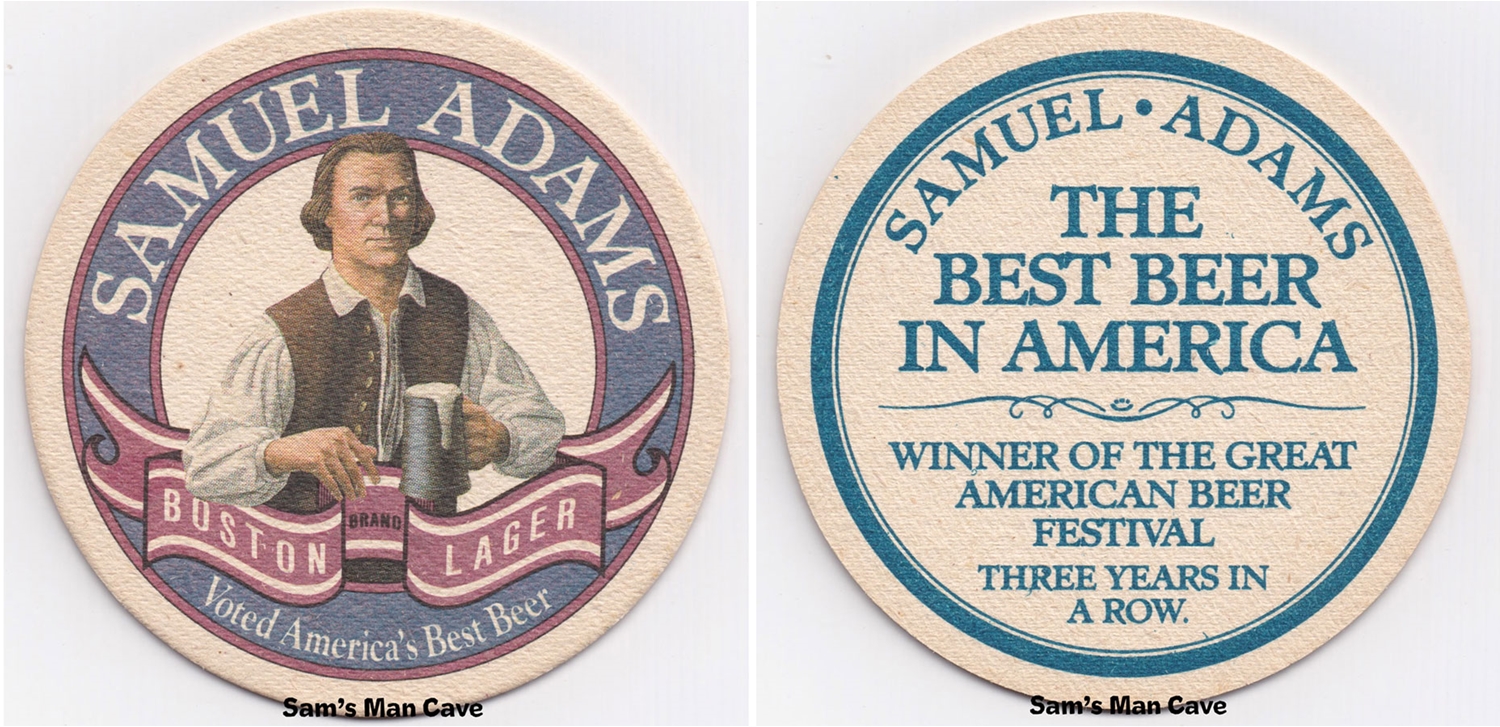 SAMUEL ADAMS
BOSTON BRAND LAGER
Voted America's Best Beer
Sam's Man Cave
SAMUEL • ADAMS
THE
BEST BEER
IN AMERICA
WINNER OF THE GREAT
AMERICAN BEER
FESTIVAL
THREE YEARS IN
A ROW.
Sam's Man Cave